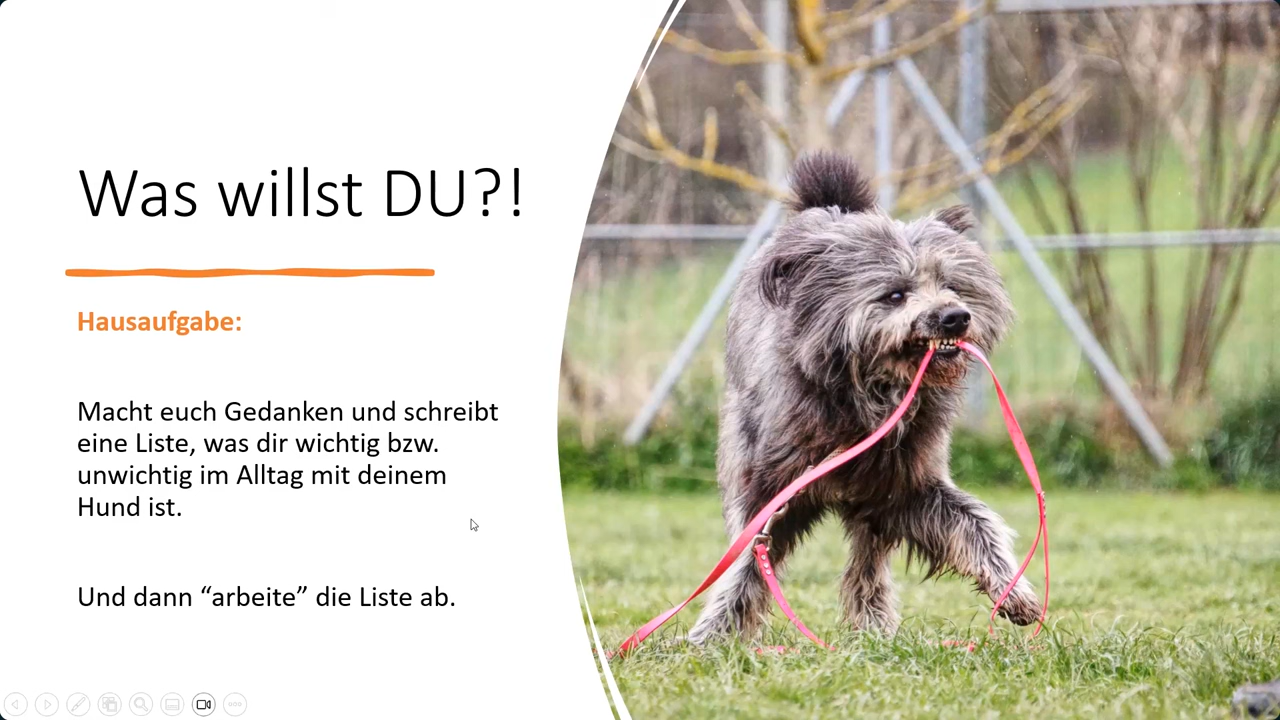 Was willst DU?!
Hausaufgabe:
Macht euch Gedanken und schreibt
eine Liste, was dir wichtig bzw.
unwichtig im Alltag mit deinem
Hund ist.
Und dann “arbeite” die Liste ab.